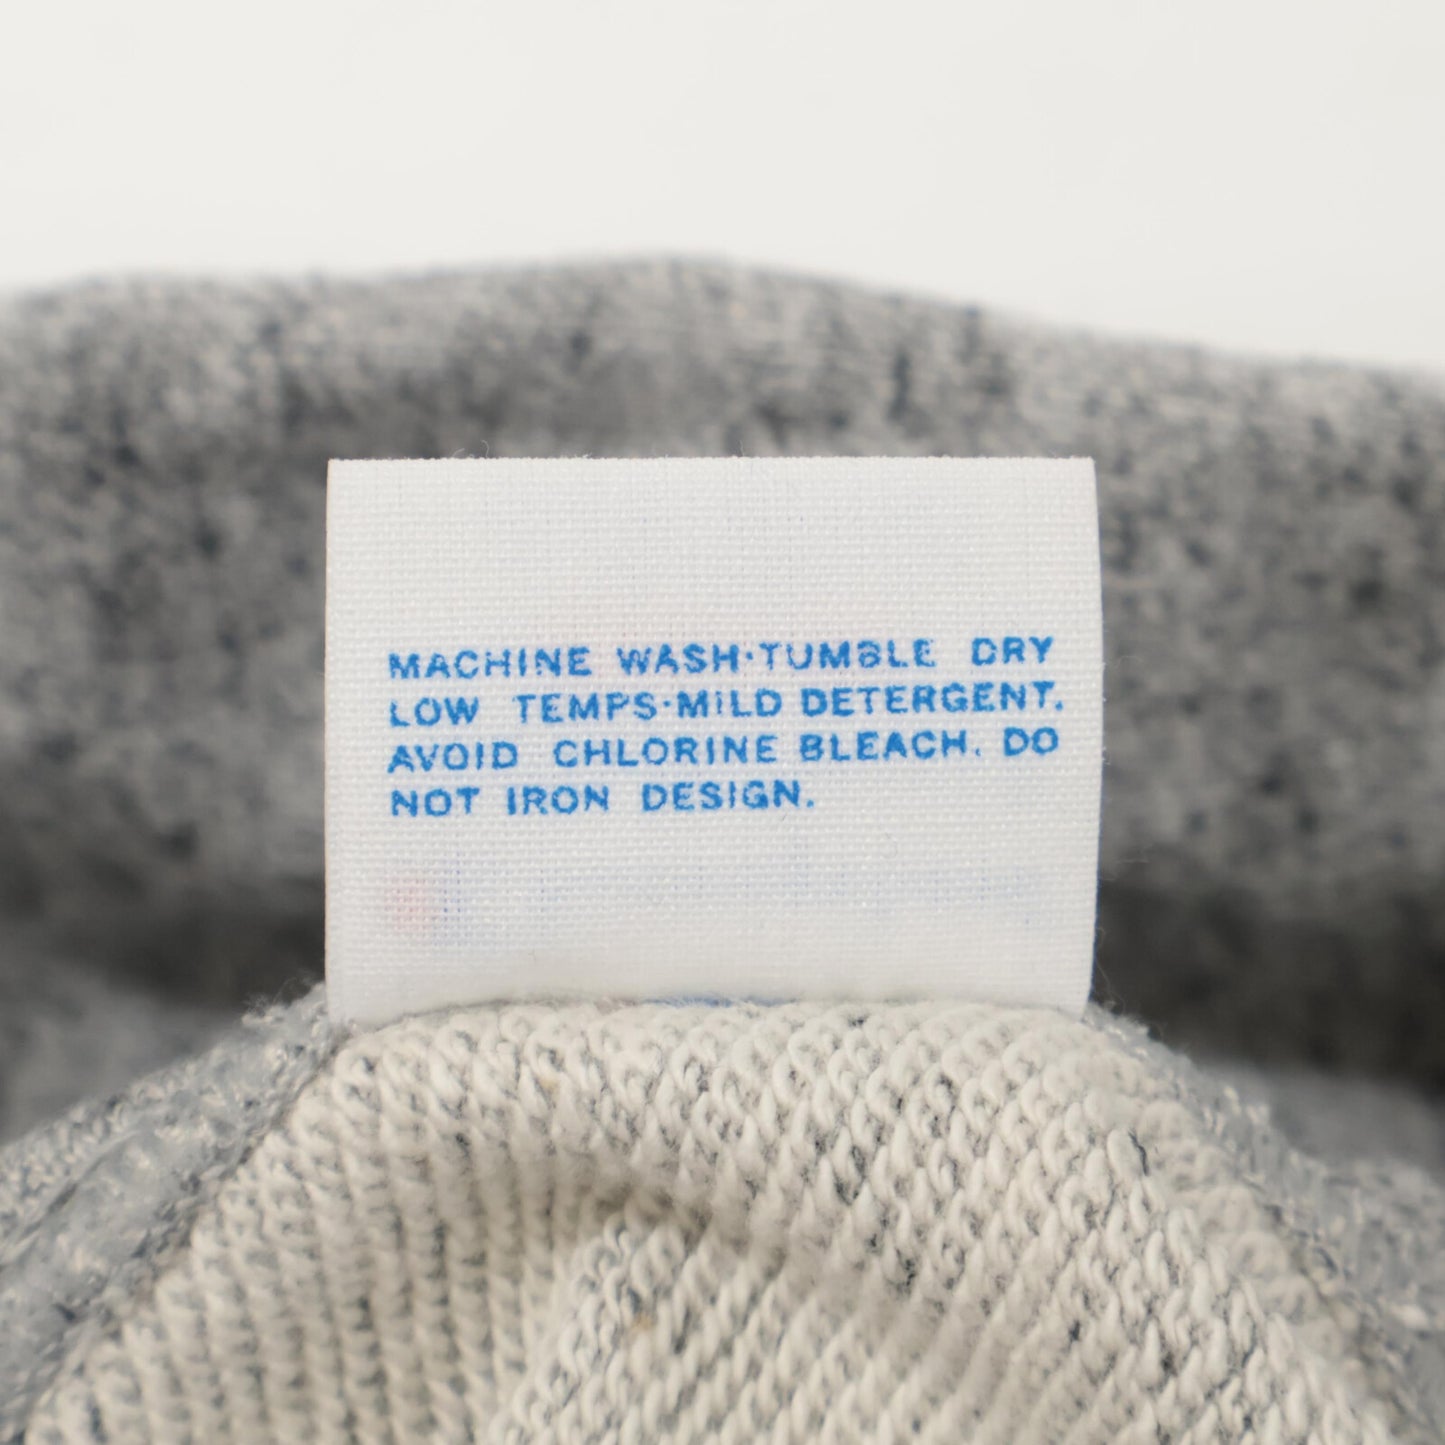 MACHINE WASH·TUMBLE DRY
LOW TEMPS·MILD DETERGENT.
AVOID CHLORINE BLEACH. DO
NOT IRON DESIGN.